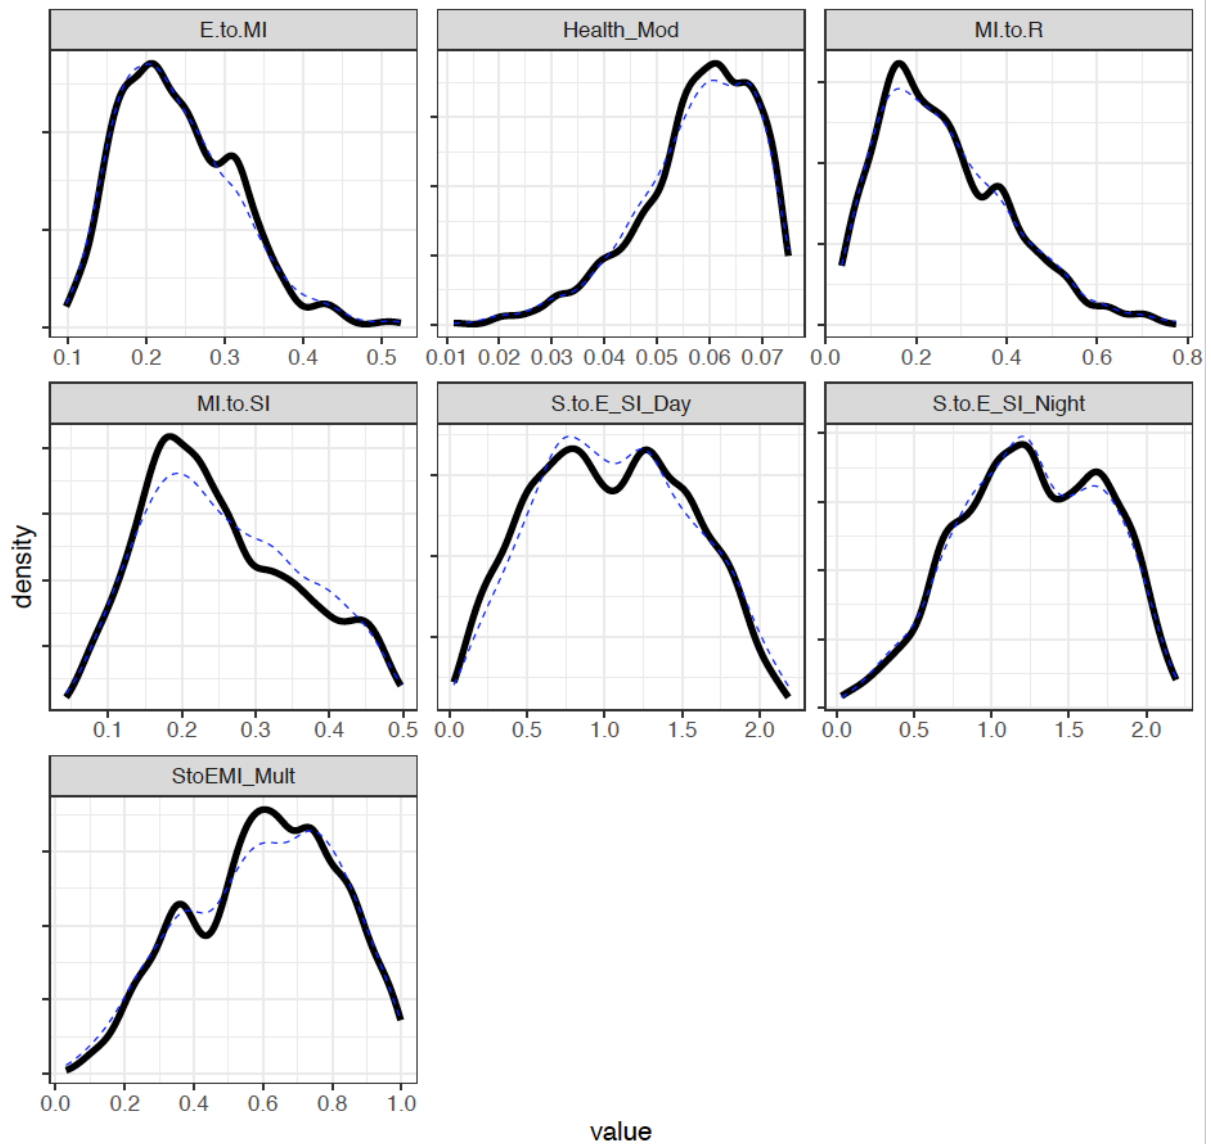 E.to.MI Health_Mod MI.to.R
0.1 0.2 0.3 0.4 0.5 0.01 0.02 0.03 0.04 0.05 0.06 0.07 0.0 0.2 0.4 0.6 0.8
MI.to.SI S.to.E_SI_Day S.to.E_SI_Night
density
0.1 0.2 0.3 0.4 0.5 0.0 0.5 1.0 1.5 2.0 0.0 0.5 1.0 1.5 2.0
StoEMI_Mult
0.0 0.2 0.4 0.6 0.8 1.0
value